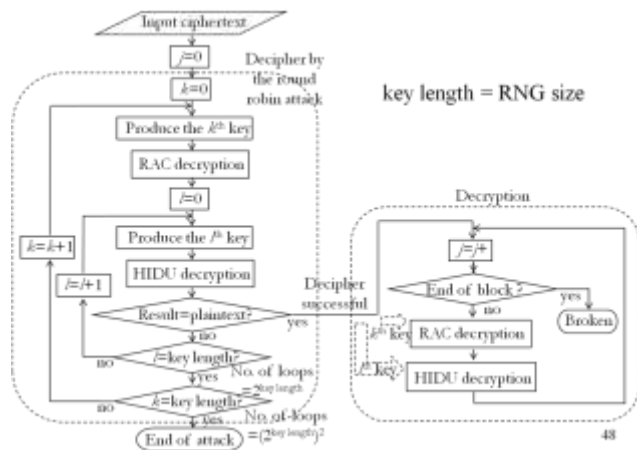 Input ciphertext
j=0
Decipher by
the round
robin attack
k=0
Produce the kth key
RAC decryption
l=0
Produce the lth key
HIDU decryption
Result=plaintext?
no
yes
l=key length?
no
yes
No. of loops
=2key length
k=key length?
no
yes
No. of loops
=(2key length)2
End of attack
k=k+1
l=l+1
Decipher
successful
key length = RNG size
Decryption
j=j+
End of block?
yes
no
Broken
kth key
RAC decryption
lth key
HIDU decryption
48